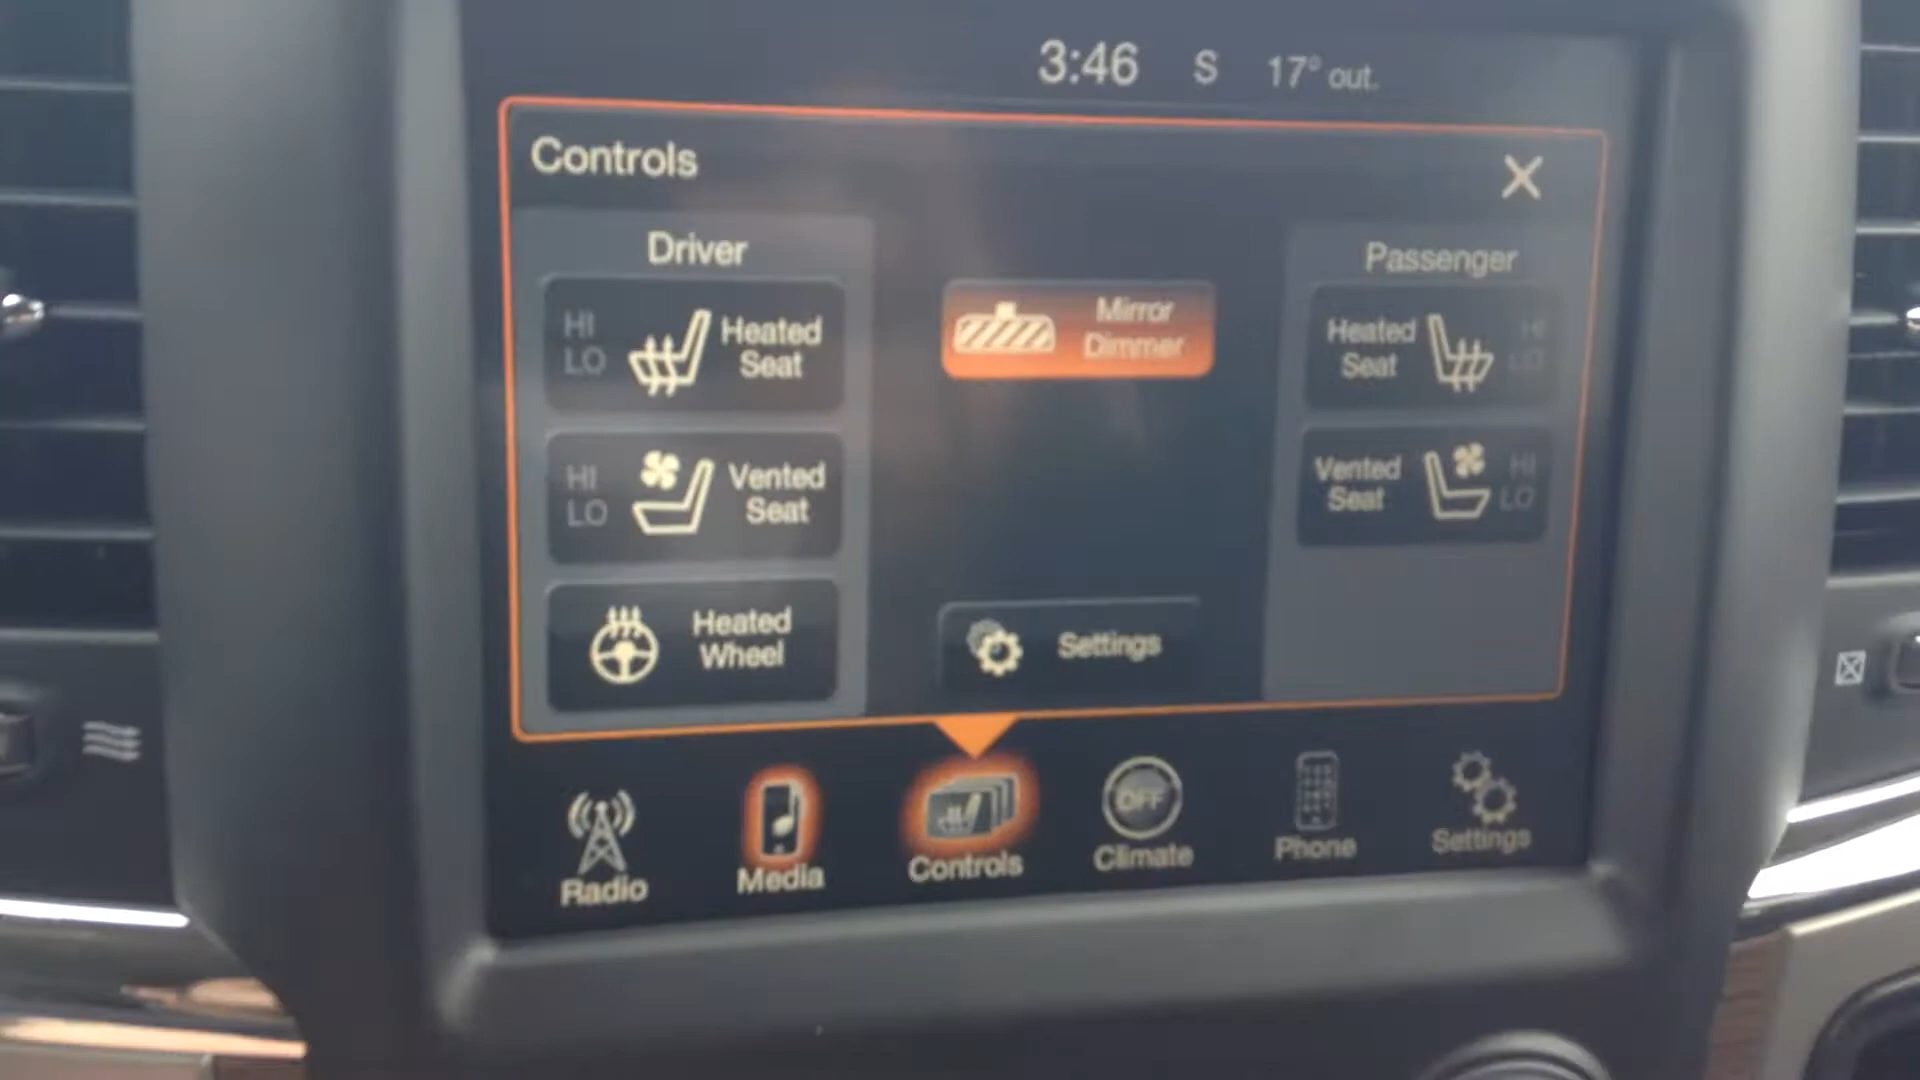 3:46 S 17° out.
Controls
Driver
HI
LO
Heated
Seat
HI
LO
Vented
Seat
Heated
Wheel
Mirror
Dimmer
Settings
Passenger
Heated
Seat
HI
LO
Vented
Seat
HI
LO
Radio
Media
Controls
OFF
Climate
Phone
Settings